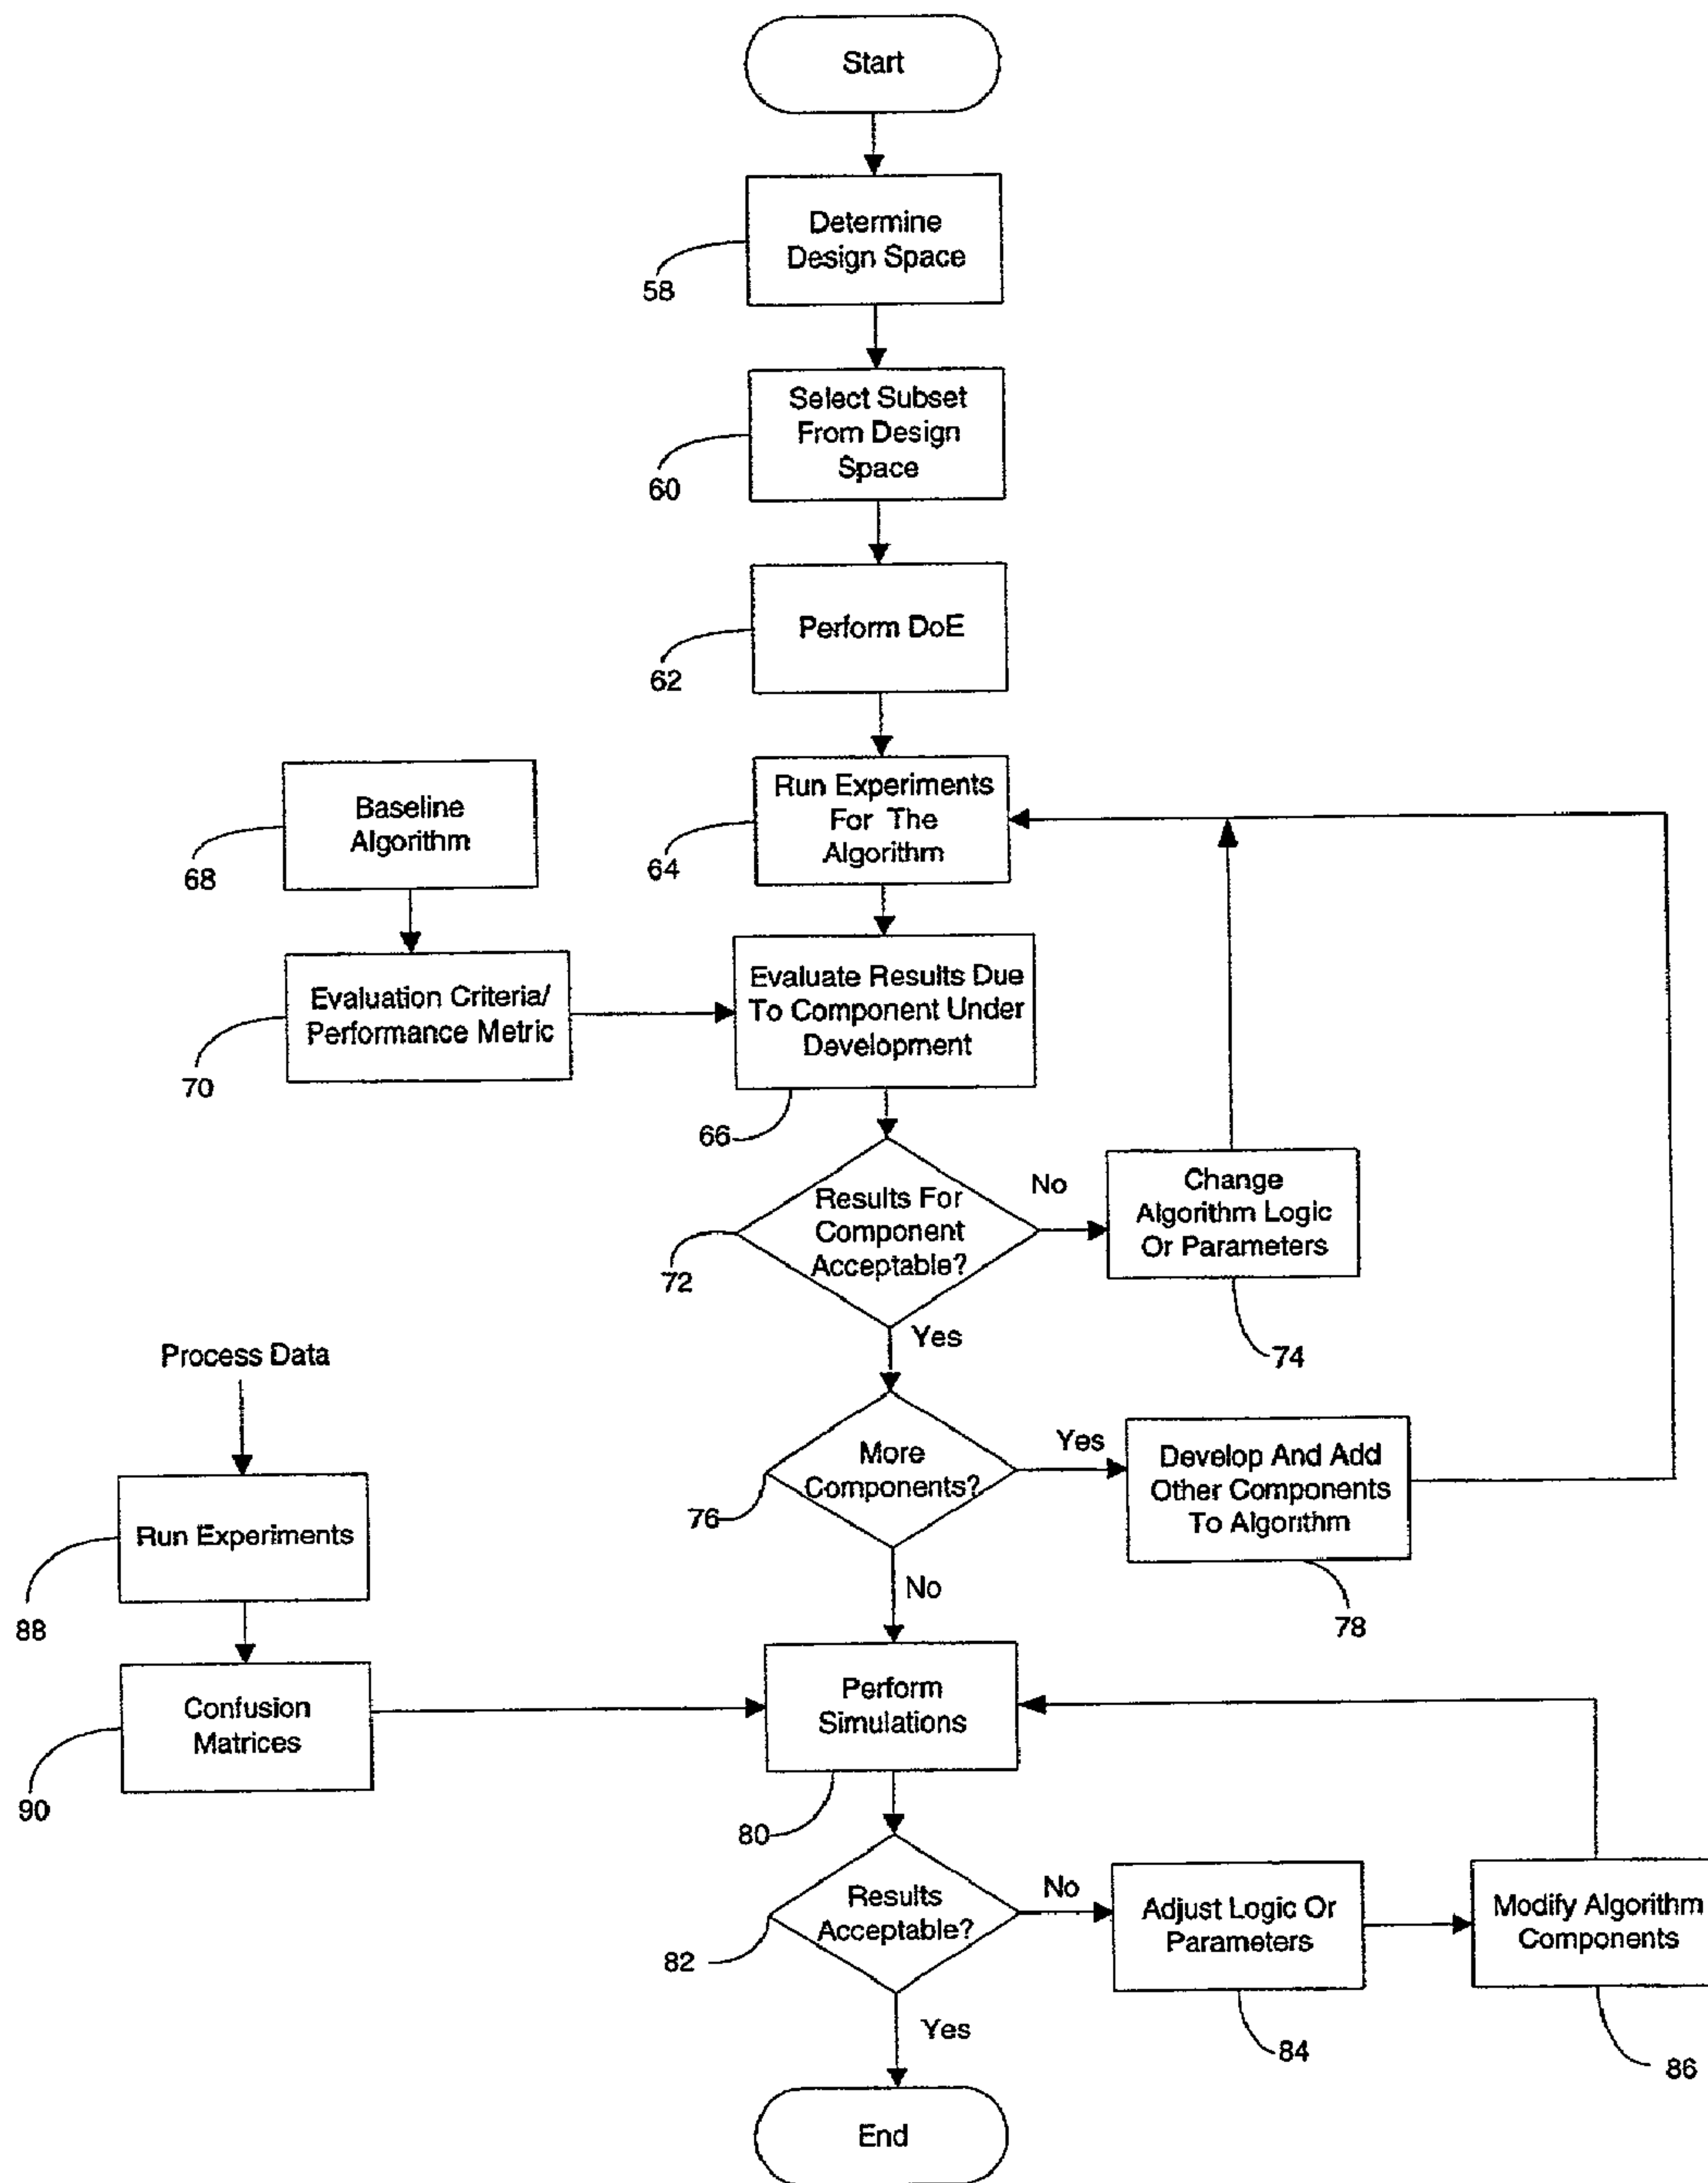 Start
Determine
Design Space
58
Select Subset
From Design
Space
60
Perform DoE
62
Baseline
Algorithm
68
Run Experiments
For The
Algorithm
64
Evaluation Criteria/
Performance Metric
70
Evaluate Results Due
To Component Under
Development
66
Results For
Component
Acceptable?
72
No
Change
Algorithm Logic
Or Parameters
74
Yes
Process Data
More
Components?
76
Yes
Develop And Add
Other Components
To Algorithm
78
Run Experiments
88
No
Confusion
Matrices
90
Perform
Simulations
80
Results
Acceptable?
82
No
Adjust Logic Or
Parameters
84
Modify Algorithm
Components
86
Yes
End